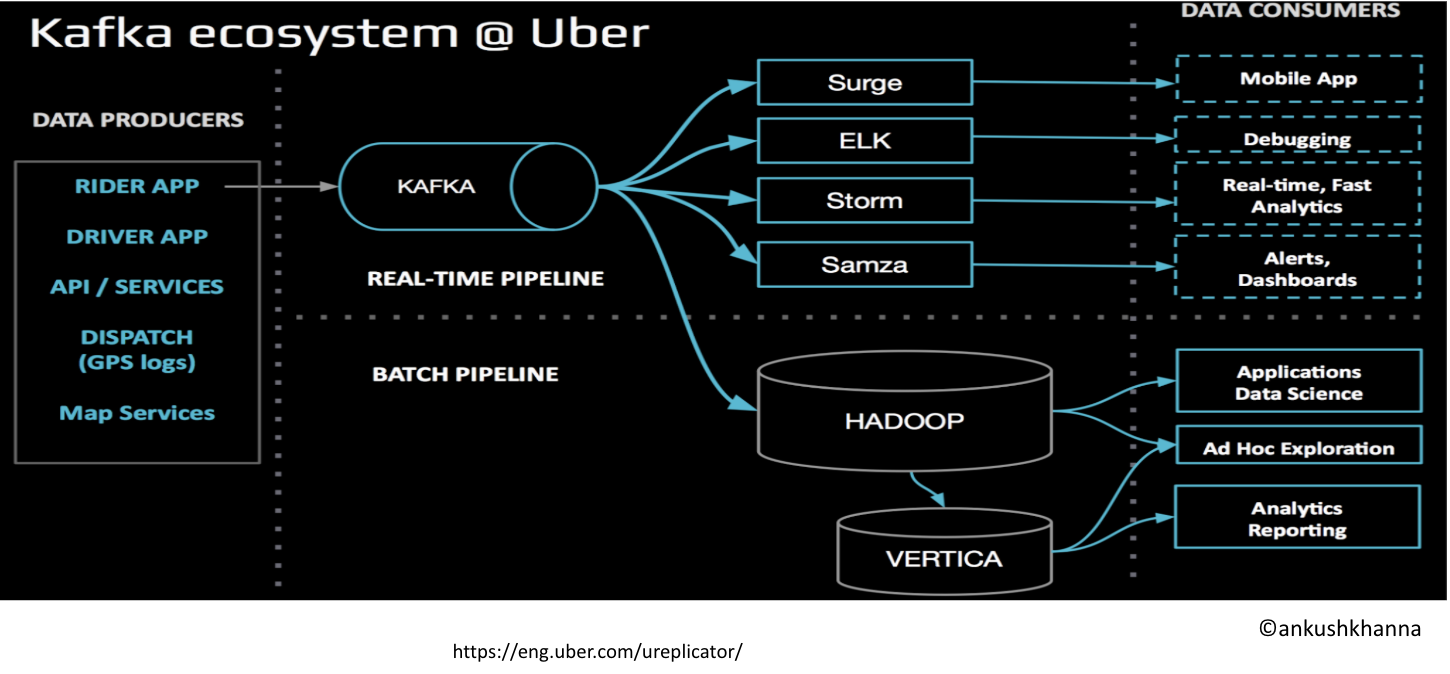 Kafka ecosystem @ Uber
DATA PRODUCERS
RIDER APP
DRIVER APP
API / SERVICES
DISPATCH
(GPS logs)
Map Services
KAFKA
REAL-TIME PIPELINE
BATCH PIPELINE
Surge
ELK
Storm
Samza
HADOOP
VERTICA
DATA CONSUMERS
Mobile App
Debugging
Real-time, Fast
Analytics
Alerts,
Dashboards
Applications
Data Science
Ad Hoc Exploration
Analytics
Reporting
©ankushkhanna
https://eng.uber.com/ureplicator/